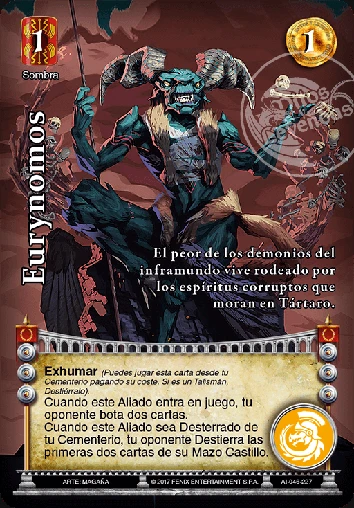 1
Sombra
1
Mitos
y
Leyendas
Eurynomos
El peor de los demonios del
inframundo vive rodeado por
los espíritus corruptos que
moran en Tártaro.
Exhumar (Puedes jugar esta carta desde tu
Cementerio pagando su coste. Si es un Talismán,
Destiérralo)
Cuando este Aliado entra en juego, tu
oponente bota dos cartas.
Cuando este Aliado sea Desterrado de
tu Cementerio, tu oponente Destierra las
primeras dos cartas de su Mazo Castillo.
ARTE: MAGAÑA
© 2017 FENIX ENTERTAINMENT S.P.A.